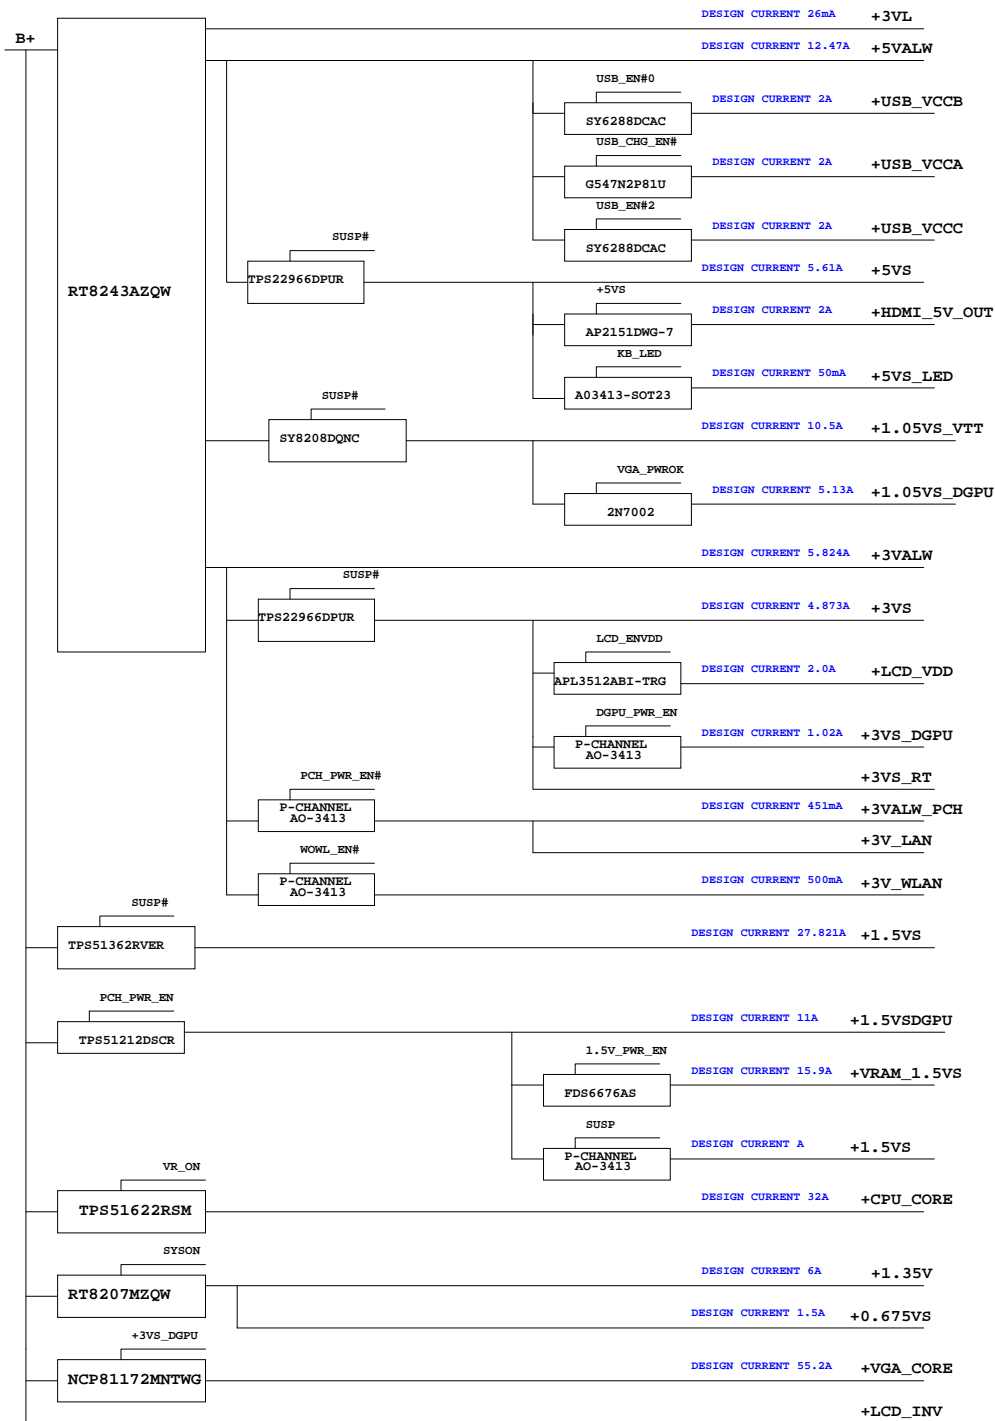 DESIGN CURRENT 26mA +3VL
B+
DESIGN CURRENT 12.47A +5VALW
USB_EN#0
DESIGN CURRENT 2A +USB_VCCB
SY6288DCAC
USB_CHG_EN#
DESIGN CURRENT 2A +USB_VCCA
G547N2P81U
USB_EN#2
DESIGN CURRENT 2A +USB_VCCC
SUSP#
SY6288DCAC
DESIGN CURRENT 5.61A +5VS
TPS22966DPUR
RT8243AZQW
+5VS
DESIGN CURRENT 2A +HDMI_5V_OUT
AP2151DWG-7
KB_LED
DESIGN CURRENT 50mA +5VS_LED
A03413-SOT23
SUSP#
DESIGN CURRENT 10.5A +1.05VS_VTT
SY8208DQNC
VGA_PWROK
DESIGN CURRENT 5.13A +1.05VS_DGPU
2N7002
DESIGN CURRENT 5.824A +3VALW
SUSP#
DESIGN CURRENT 4.873A +3VS
TPS22966DPUR
LCD_ENVDD
DESIGN CURRENT 2.0A +LCD_VDD
APL3512ABI-TRG
DGPU_PWR_EN
DESIGN CURRENT 1.02A +3VS_DGPU
P-CHANNEL
AO-3413
PCH_PWR_EN#
+3VS_RT
P-CHANNEL
AO-3413
DESIGN CURRENT 451mA +3VALW_PCH
+3V_LAN
WOWL_EN#
P-CHANNEL
AO-3413
DESIGN CURRENT 500mA +3V_WLAN
SUSP#
DESIGN CURRENT 27.821A +1.5VS
TPS51362RVER
PCH_PWR_EN
DESIGN CURRENT 11A +1.5VSDGPU
TPS51212DSCR
1.5V_PWR_EN
DESIGN CURRENT 15.9A +VRAM_1.5VS
FDS6676AS
SUSP
DESIGN CURRENT A +1.5VS
P-CHANNEL
AO-3413
VR_ON
DESIGN CURRENT 32A +CPU_CORE
TPS51622RSM
SYSON
DESIGN CURRENT 6A +1.35V
RT8207MZQW
DESIGN CURRENT 1.5A +0.675VS
+3VS_DGPU
DESIGN CURRENT 55.2A +VGA_CORE
NCP81172MNTWG
+LCD_INV